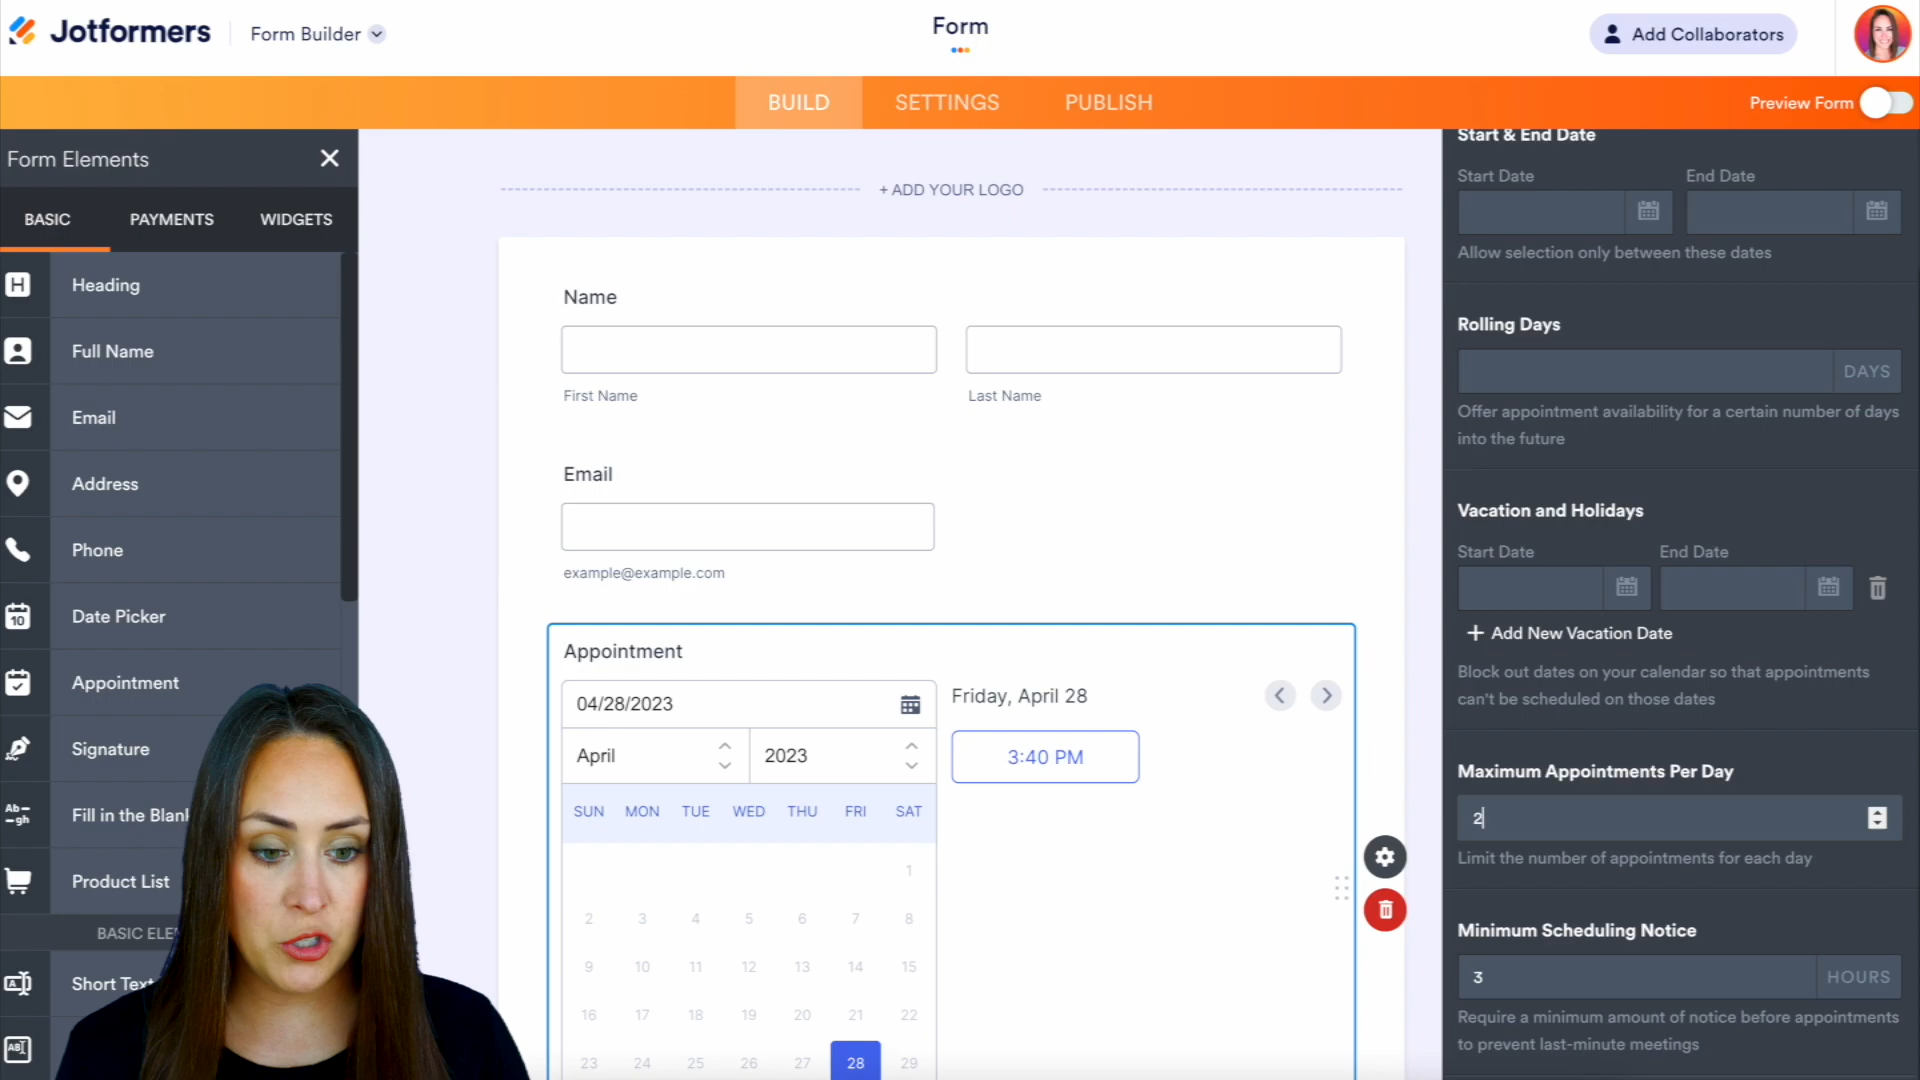 Jotformers
Form Builder
Form
Add Collaborators
BUILD
SETTINGS
PUBLISH
Preview Form
Form Elements
BASIC
PAYMENTS
WIDGETS
H
Heading
Full Name
Email
Address
Phone
10
Date Picker
Appointment
Signature
Ab
gh
Fill in the Blank
Product List
BASIC ELE
A
Short Text
AB
+ ADD YOUR LOGO
Name
First Name
Last Name
Email
example@example.com
Appointment
04/28/2023
April
2023
SUN MON TUE WED THU FRI SAT
1
2 3 4 5 6 7 8
9 10 11 12 13 14 15
16 17 18 19 20 21 22
23 24 25 26 27 28 29
Friday, April 28
3:40 PM
Start & End Date
Start Date
End Date
Allow selection only between these dates
Rolling Days
DAYS
Offer appointment availability for a certain number of days
into the future
Vacation and Holidays
Start Date
End Date
+ Add New Vacation Date
Block out dates on your calendar so that appointments
can't be scheduled on those dates
Maximum Appointments Per Day
2
Limit the number of appointments for each day
Minimum Scheduling Notice
3
HOURS
Require a minimum amount of notice before appointments
to prevent last-minute meetings